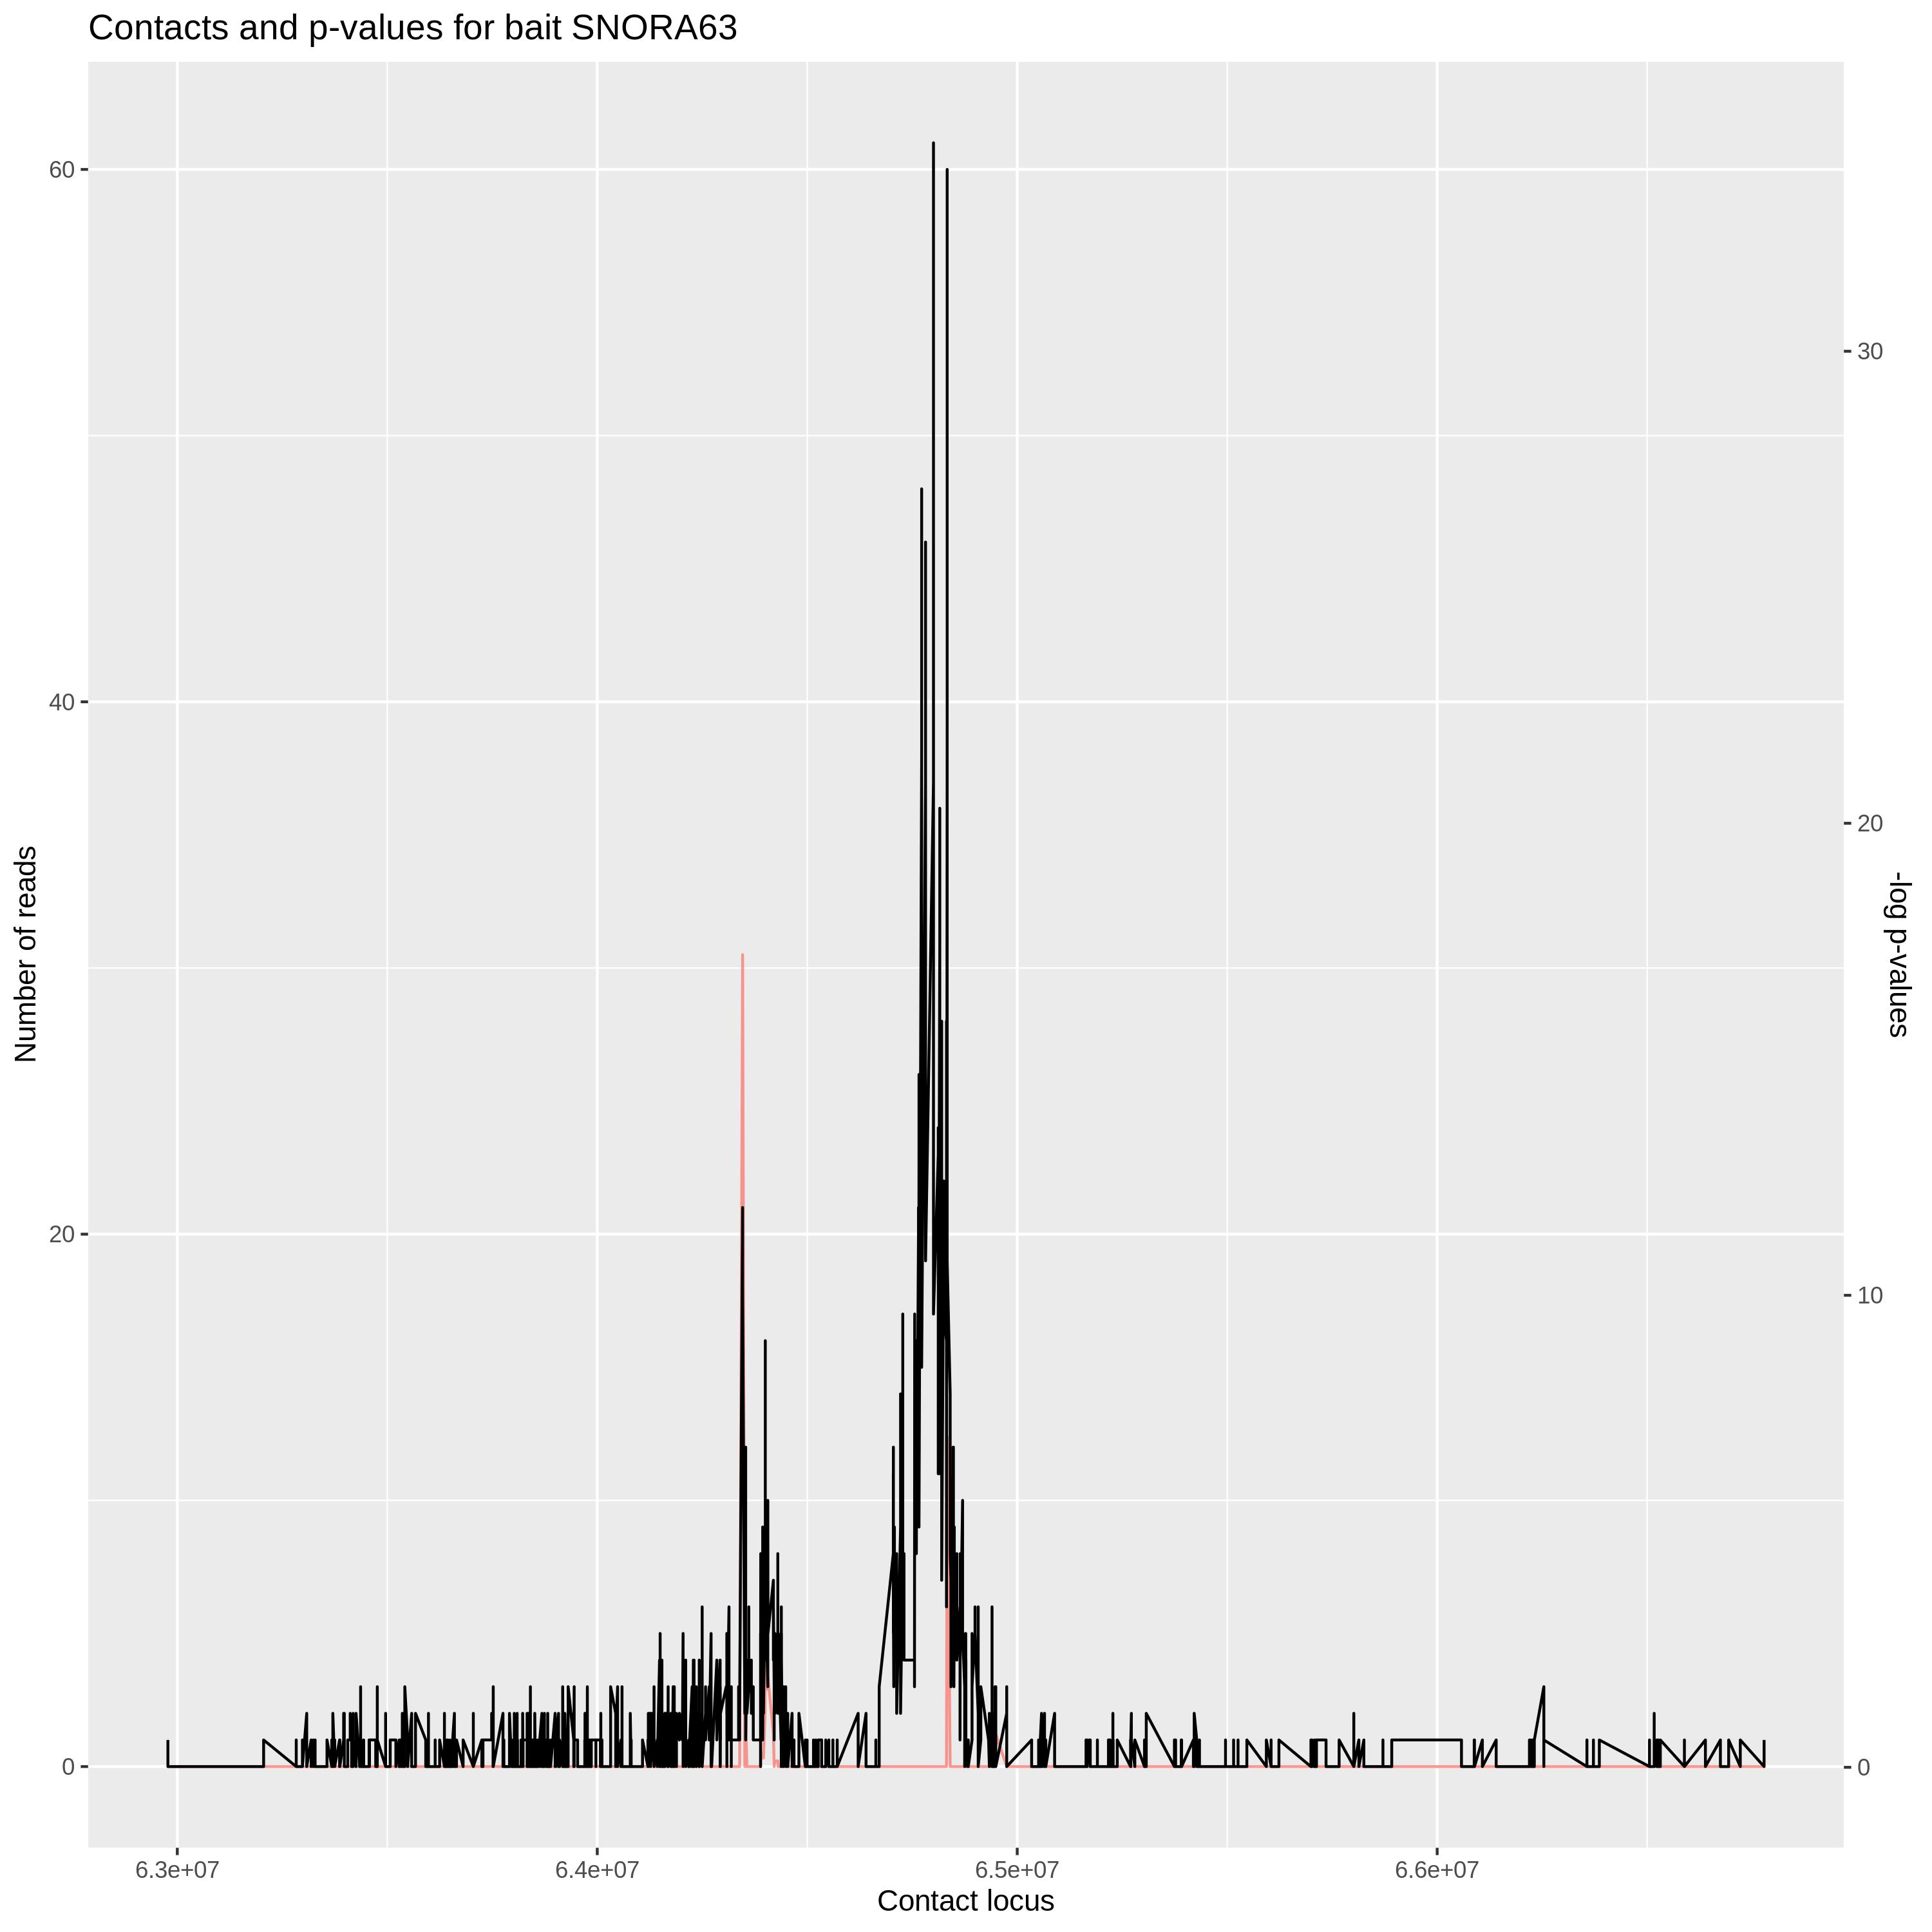 Contacts and p-values for bait SNORA63
60
40
20
0
Number of reads
30
20
10
0
-log p-values
6.3e+07
6.4e+07
6.5e+07
6.6e+07
Contact locus